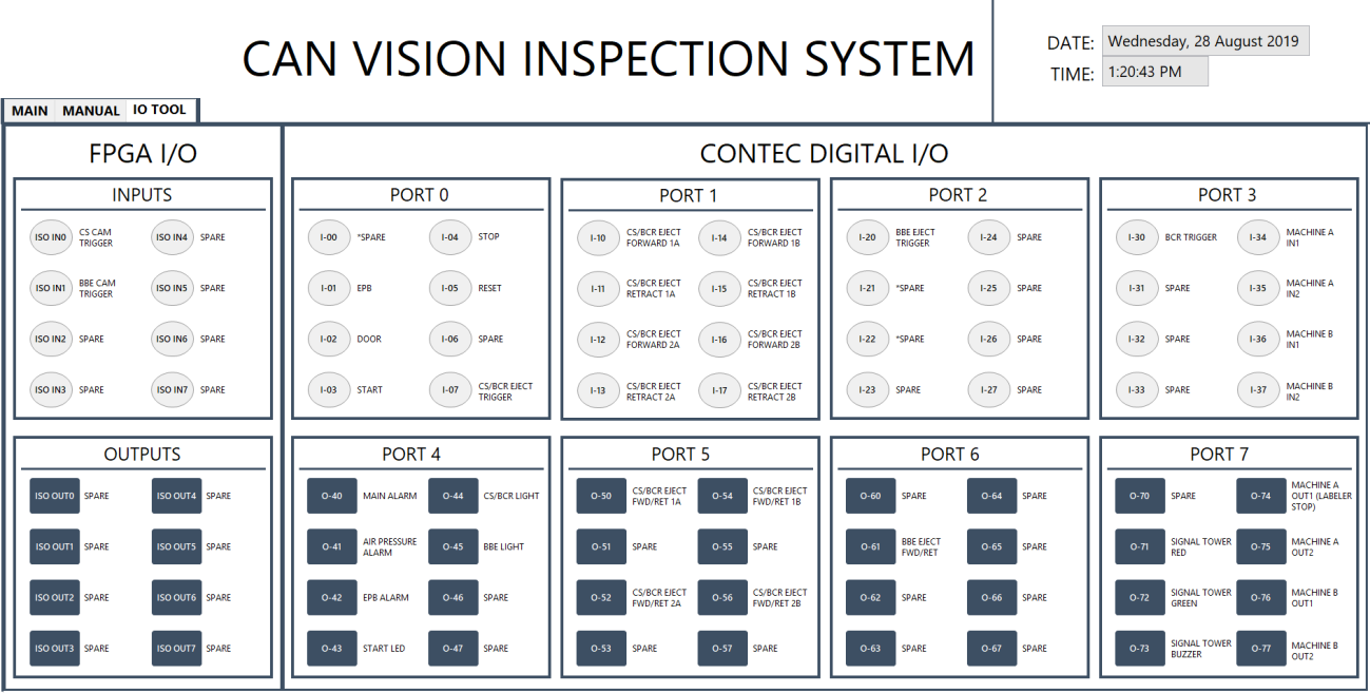 CAN VISION INSPECTION SYSTEM
DATE: Wednesday, 28 August 2019
TIME: 1:20:43 PM
MAIN MANUAL IO TOOL
FPGA I/O
INPUTS
ISO IN0 CS CAM
TRIGGER
ISO IN4 SPARE
ISO IN1 BBE CAM
TRIGGER
ISO IN5 SPARE
ISO IN2 SPARE
ISO IN6 SPARE
ISO IN3 SPARE
ISO IN7 SPARE
OUTPUTS
ISO OUT0 SPARE
ISO OUT4 SPARE
ISO OUT1 SPARE
ISO OUT5 SPARE
ISO OUT2 SPARE
ISO OUT6 SPARE
ISO OUT3 SPARE
ISO OUT7 SPARE
CONTEC DIGITAL I/O
PORT 0
I-00 *SPARE
I-04 STOP
I-01 EPB
I-05 RESET
I-02 DOOR
I-06 SPARE
I-03 START
I-07 CS/BCR EJECT
TRIGGER
PORT 1
I-10 CS/BCR EJECT
FORWARD 1A
I-14 CS/BCR EJECT
FORWARD 1B
I-11 CS/BCR EJECT
RETRACT 1A
I-15 CS/BCR EJECT
RETRACT 1B
I-12 CS/BCR EJECT
FORWARD 2A
I-16 CS/BCR EJECT
FORWARD 2B
I-13 CS/BCR EJECT
RETRACT 2A
I-17 CS/BCR EJECT
RETRACT 2B
PORT 2
I-20 BBE EJECT
TRIGGER
I-24 SPARE
I-21 *SPARE
I-25 SPARE
I-22 *SPARE
I-26 SPARE
I-23 SPARE
I-27 SPARE
PORT 3
I-30 BCR TRIGGER
I-34 MACHINE A
IN1
I-31 SPARE
I-35 MACHINE A
IN2
I-32 SPARE
I-36 MACHINE B
IN1
I-33 SPARE
I-37 MACHINE B
IN2
PORT 4
O-40 MAIN ALARM
O-44 CS/BCR LIGHT
O-41 AIR PRESSURE
ALARM
O-45 BBE LIGHT
O-42 EPB ALARM
O-46 SPARE
O-43 START LED
O-47 SPARE
PORT 5
O-50 CS/BCR EJECT
FWD/RET 1A
O-54 CS/BCR EJECT
FWD/RET 1B
O-51 SPARE
O-55 SPARE
O-52 CS/BCR EJECT
FWD/RET 2A
O-56 CS/BCR EJECT
FWD/RET 2B
O-53 SPARE
O-57 SPARE
PORT 6
O-60 SPARE
O-64 SPARE
O-61 BBE EJECT
FWD/RET
O-65 SPARE
O-62 SPARE
O-66 SPARE
O-63 SPARE
O-67 SPARE
PORT 7
O-70 SPARE
O-74 MACHINE A
OUT1 (LABELER
STOP)
O-71 SIGNAL TOWER
RED
O-75 MACHINE A
OUT2
O-72 SIGNAL TOWER
GREEN
O-76 MACHINE B
OUT1
O-73 SIGNAL TOWER
BUZZER
O-77 MACHINE B
OUT2